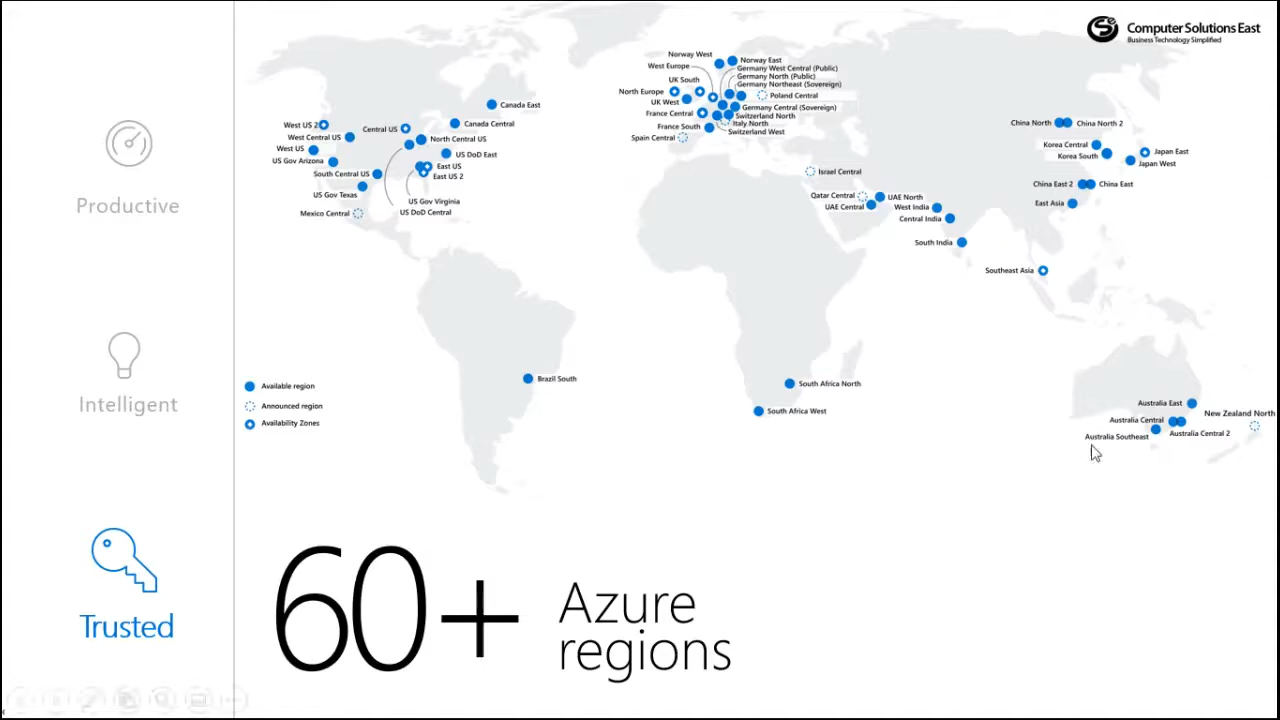 Computer Solutions East
Business Technology Simplified
Productive
Intelligent
Trusted
Norway West
Norway East
West Europe
Germany West Central (Public)
Germany North (Public)
UK South
Germany Northeast (Sovereign)
North Europe
Poland Central
UK West
Germany Central (Sovereign)
France Central
Switzerland North
Italy North
France South
Switzerland West
Spain Central
Canada East
Canada Central
West US 2
Central US
West Central US
North Central US
West US
US DoD East
US Gov Arizona
East US
South Central US
East US 2
US Gov Texas
US Gov Virginia
Mexico Central
US DoD Central
Israel Central
Qatar Central
UAE North
UAE Central
West India
Central India
South India
China North
China North 2
Korea Central
Korea South
Japan East
Japan West
China East 2
China East
East Asia
Southeast Asia
Brazil South
South Africa North
South Africa West
Australia East
New Zealand North
Australia Central
Australia Central 2
Australia Southeast
Available region
Announced region
Availability Zones
60+
Azure
regions